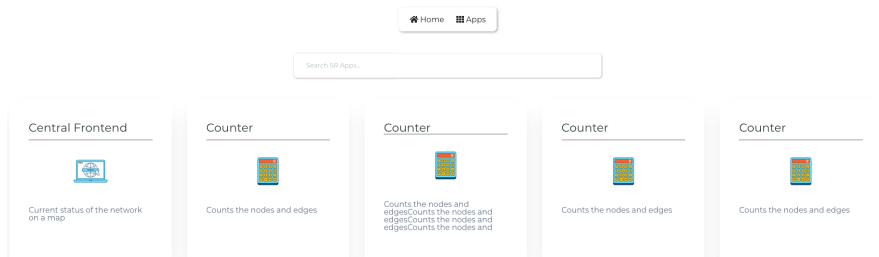 Home Apps
Search SR Apps...
Central Frontend
Current status of the network
on a map
Counter
Counts the nodes and edges
Counter
Counts the nodes and
edgesCounts the nodes and
edgesCounts the nodes and
edgesCounts the nodes and
Counter
Counts the nodes and edges
Counter
Counts the nodes and edges